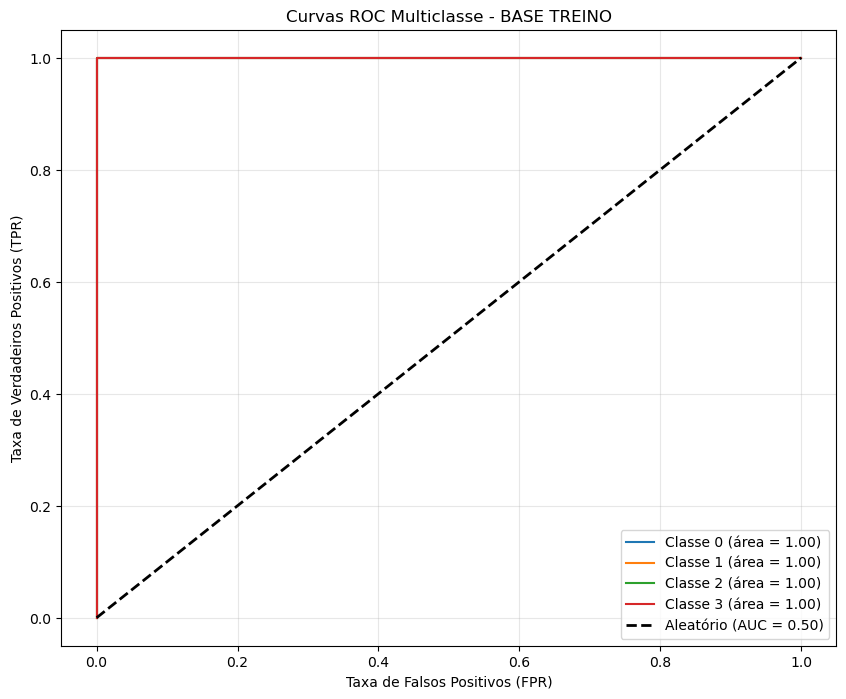 Curvas ROC Multiclasse - BASE TREINO
1.0
0.8
0.6
0.4
0.2
0.0
Taxa de Verdadeiros Positivos (TPR)
Classe 0 (área = 1.00)
Classe 1 (área = 1.00)
Classe 2 (área = 1.00)
Classe 3 (área = 1.00)
Aleatório (AUC = 0.50)
0.0 0.2 0.4 0.6 0.8 1.0
Taxa de Falsos Positivos (FPR)